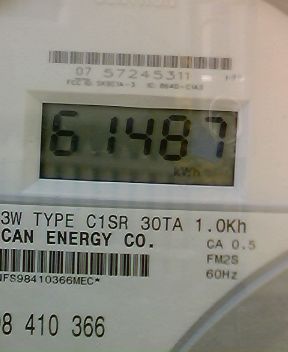 07 57245311
61487
kWh
3W TYPE C1SR 30TA 1.0Kh
CAN ENERGY CO.
CA 0.5
FM2S
60Hz
NFS98410366MEC*
98 410 366